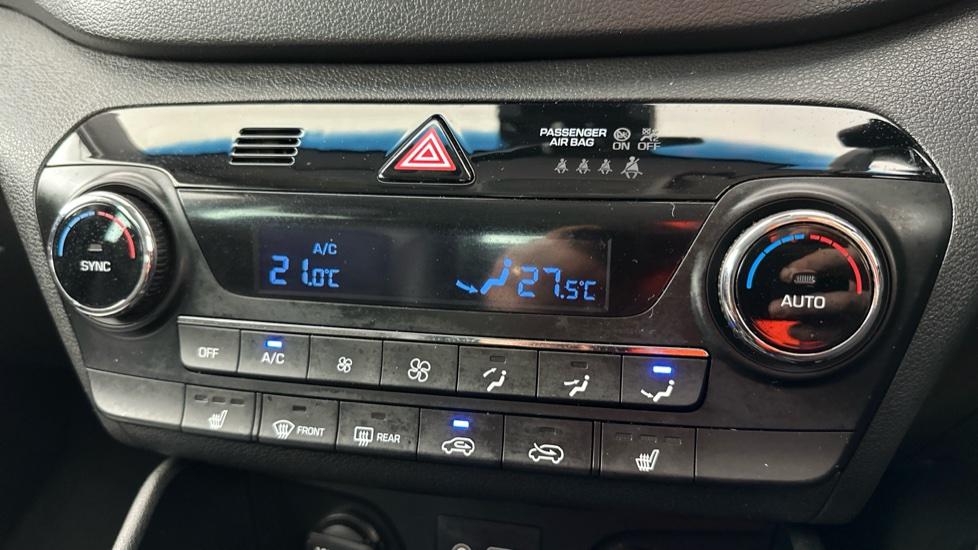 PASSENGER
AIR BAG
ON OFF
A/C
21.0°C
27.5°C
SYNC
AUTO
OFF
A/C
FRONT
REAR